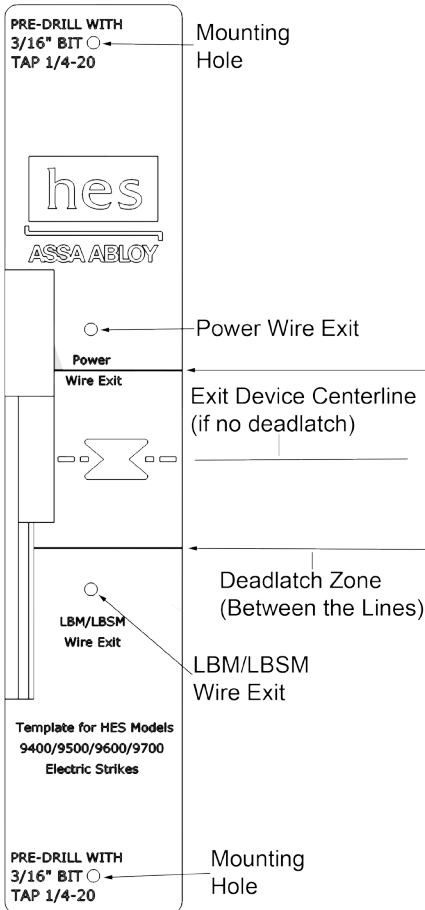 PRE-DRILL WITH
3/16" BIT
TAP 1/4-20
Mounting
Hole
hes
ASSA ABLOY
Power Wire Exit
Power
Wire Exit
Exit Device Centerline
(if no deadlatch)
Deadlatch Zone
(Between the Lines)
LBM/LBSM
Wire Exit
LBM/LBSM
Wire Exit
Template for HES Models
9400/9500/9600/9700
Electric Strikes
PRE-DRILL WITH
3/16" BIT
TAP 1/4-20
Mounting
Hole